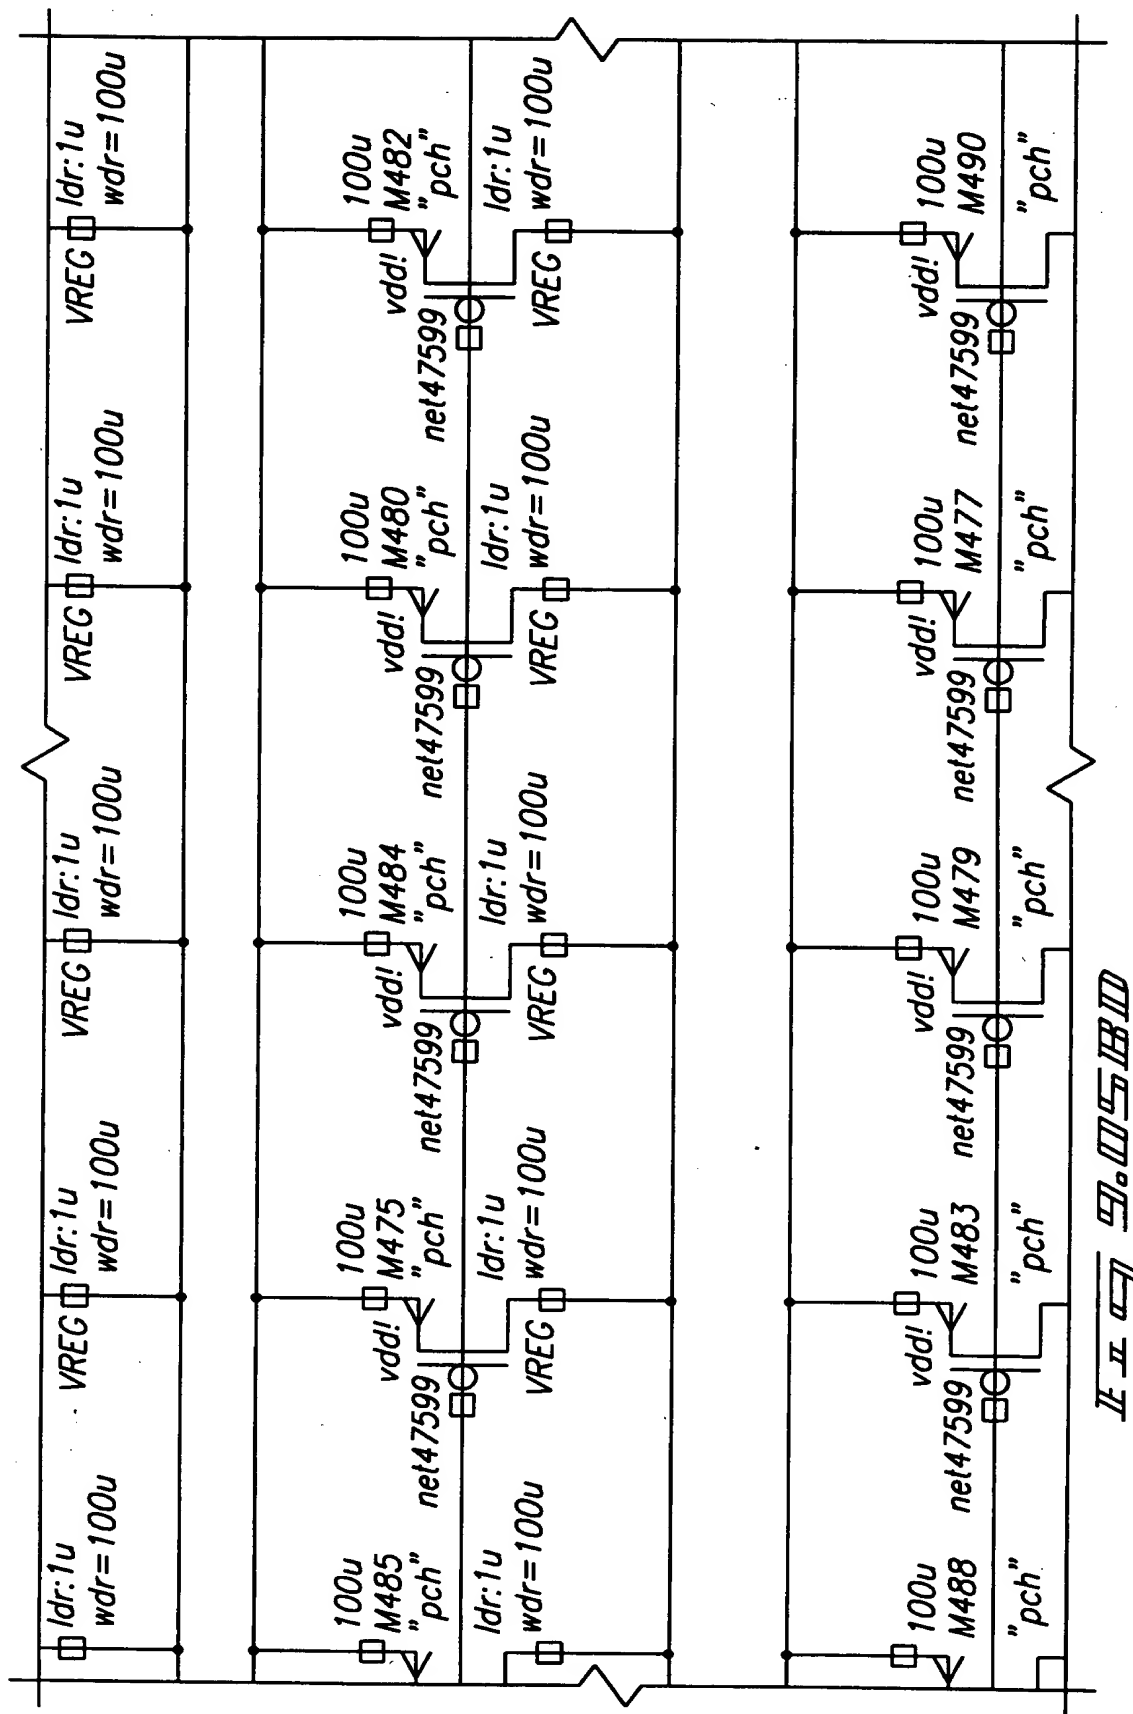 ldr:1u
wdr=100u
VREG
ldr:1u
wdr=100u
VREG
ldr:1u
wdr=100u
VREG
ldr:1u
wdr=100u
VREG
ldr:1u
wdr=100u
100u
M485
"pch"
ldr:1u
wdr=100u
100u
M475
"pch"
vdd!
net47599
ldr:1u
wdr=100u
VREG
100u
M484
"pch"
vdd!
net47599
ldr:1u
wdr=100u
VREG
100u
M480
"pch"
vdd!
net47599
ldr:1u
wdr=100u
VREG
100u
M482
"pch"
vdd!
net47599
ldr:1u
wdr=100u
VREG
100u
M488
"pch"
100u
M483
"pch"
vdd!
net47599
100u
M479
"pch"
vdd!
net47599
100u
M477
"pch"
vdd!
net47599
100u
M490
"pch"
vdd!
net47599
FIG 9.05BD